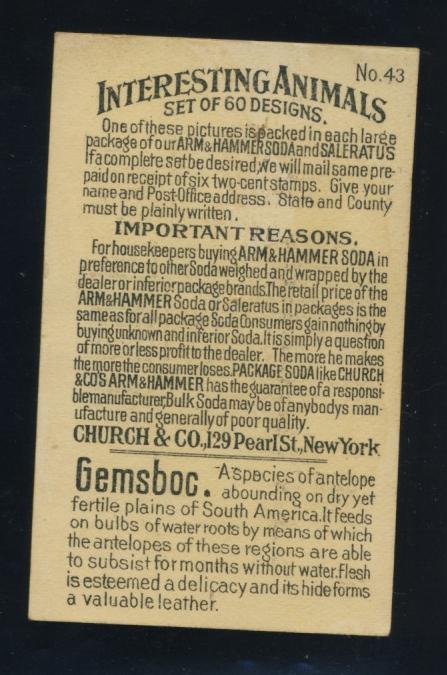 No.43
INTERESTING ANIMALS
SET OF 60 DESIGNS.
One of these pictures is packed in each large
package of our ARM & HAMMER SODA and SALERATUS
If a complete set be desired, we will mail same pre-
paid on receipt of six two-cent stamps. Give your
name and Post-Office address. State and County
must be plainly written.
IMPORTANT REASONS.
For housekeepers buying ARM & HAMMER SODA in
preference to other Soda weighed and wrapped by the
dealer or inferior package brands. The retail price of the
ARM & HAMMER Soda or Saleratus in packages is the
same as for all package Soda Consumers gain nothing by
buying unknown and inferior Soda. It is simply a question
of more or less profit to the dealer. The more he makes
the more the consumer loses. PACKAGE SODA like CHURCH
& CO'S ARM & HAMMER has the guarantee of a responsi-
ble manufacturer, Bulk Soda may be of anybodys man-
ufacture and generally of poor quality.
CHURCH & CO., 129 Pearl St., New York
Gemsboc. A species of antelope
abounding on dry yet
fertile plains of South America. It feeds
on bulbs of water roots by means of which
the antelopes of these regions are able
to subsist for months without water. Flesh
is esteemed a delicacy and its hide forms
a valuable leather.